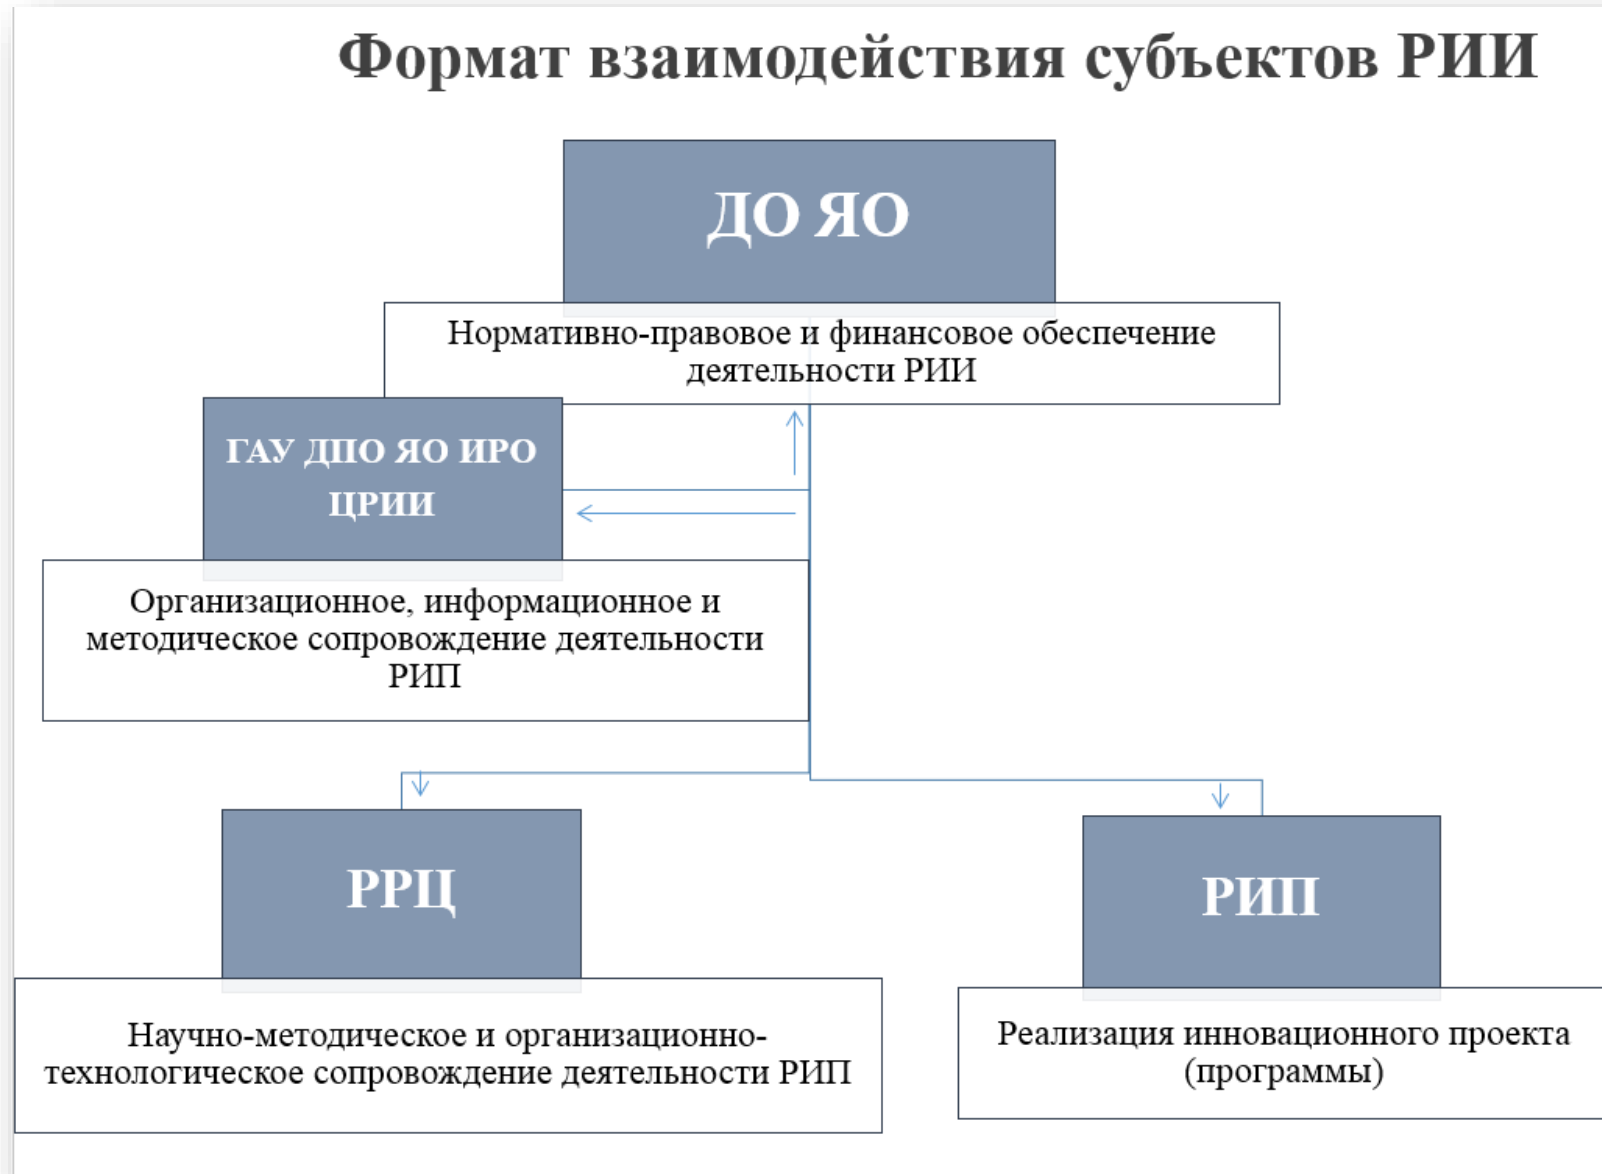 Формат взаимодействия субъектов РИИ
ДО ЯО
Нормативно-правовое и финансовое обеспечение
деятельности РИИ
ГАУ ДПО ЯО ИРО
ЦРИИ
Организационное, информационное и
методическое сопровождение деятельности
РИП
РРЦ
Научно-методическое и организационно-
технологическое сопровождение деятельности РИП
РИП
Реализация инновационного проекта
(программы)